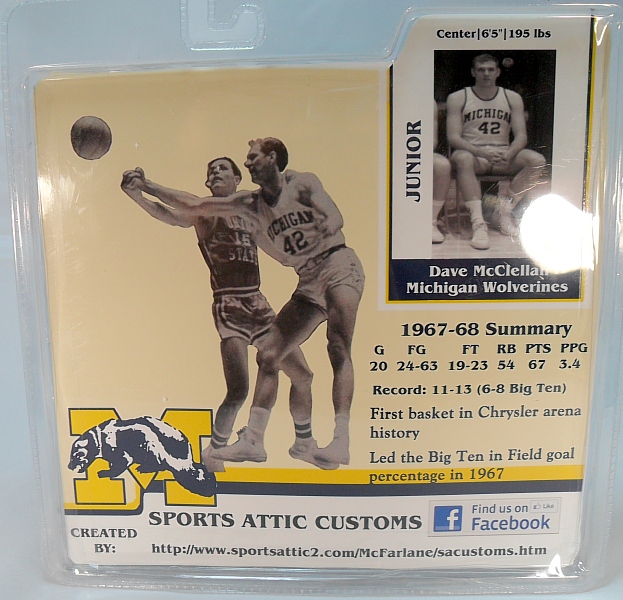 Center|6'5"|195 lbs
JUNIOR
MICHIGAN
42
Dave McClellan
Michigan Wolverines
MICHIGAN
42
15
STATE
1967-68 Summary
G FG FT RB PTS PPG
20 24-63 19-23 54 67 3.4
Record: 11-13 (6-8 Big Ten)
First basket in Chrysler arena
history
Led the Big Ten in Field goal
percentage in 1967
M
SPORTS ATTIC CUSTOMS
f Find us on Like
Facebook
CREATED
BY: http://www.sportsattic2.com/McFarlane/sacustoms.htm